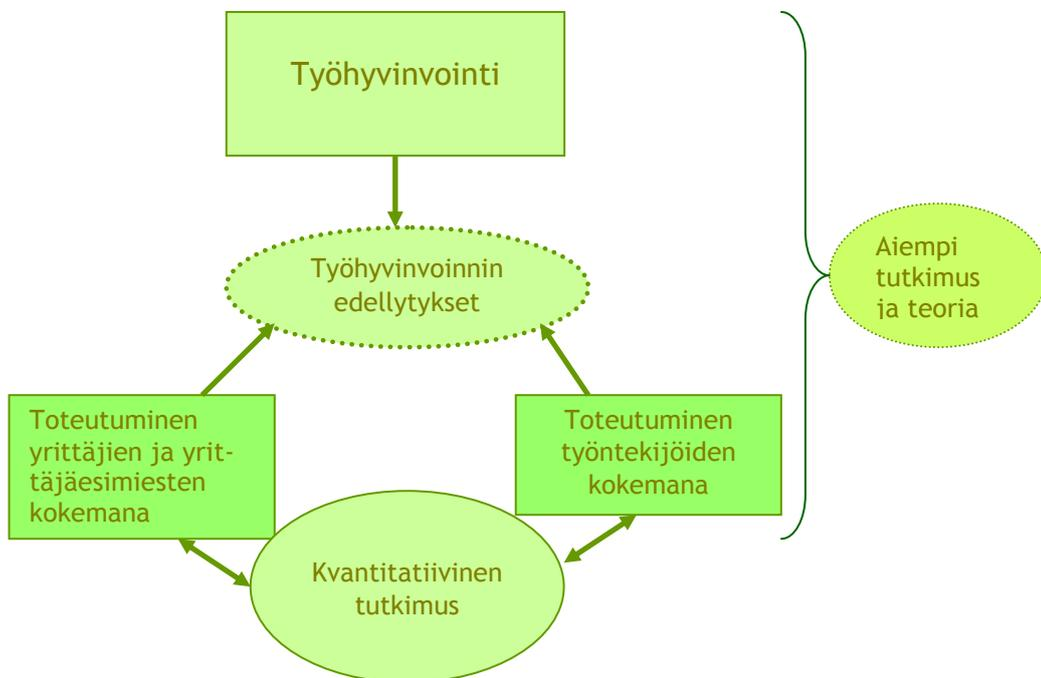 Työhyvinvointi
Työhyvinvoinnin
edellytykset
Aiempi
tutkimus
ja teoria
Toteutuminen
yrittäjien ja yrit-
täjäesimiesten
kokemana
Toteutuminen
työntekijöiden
kokemana
Kvantitatiivinen
tutkimus